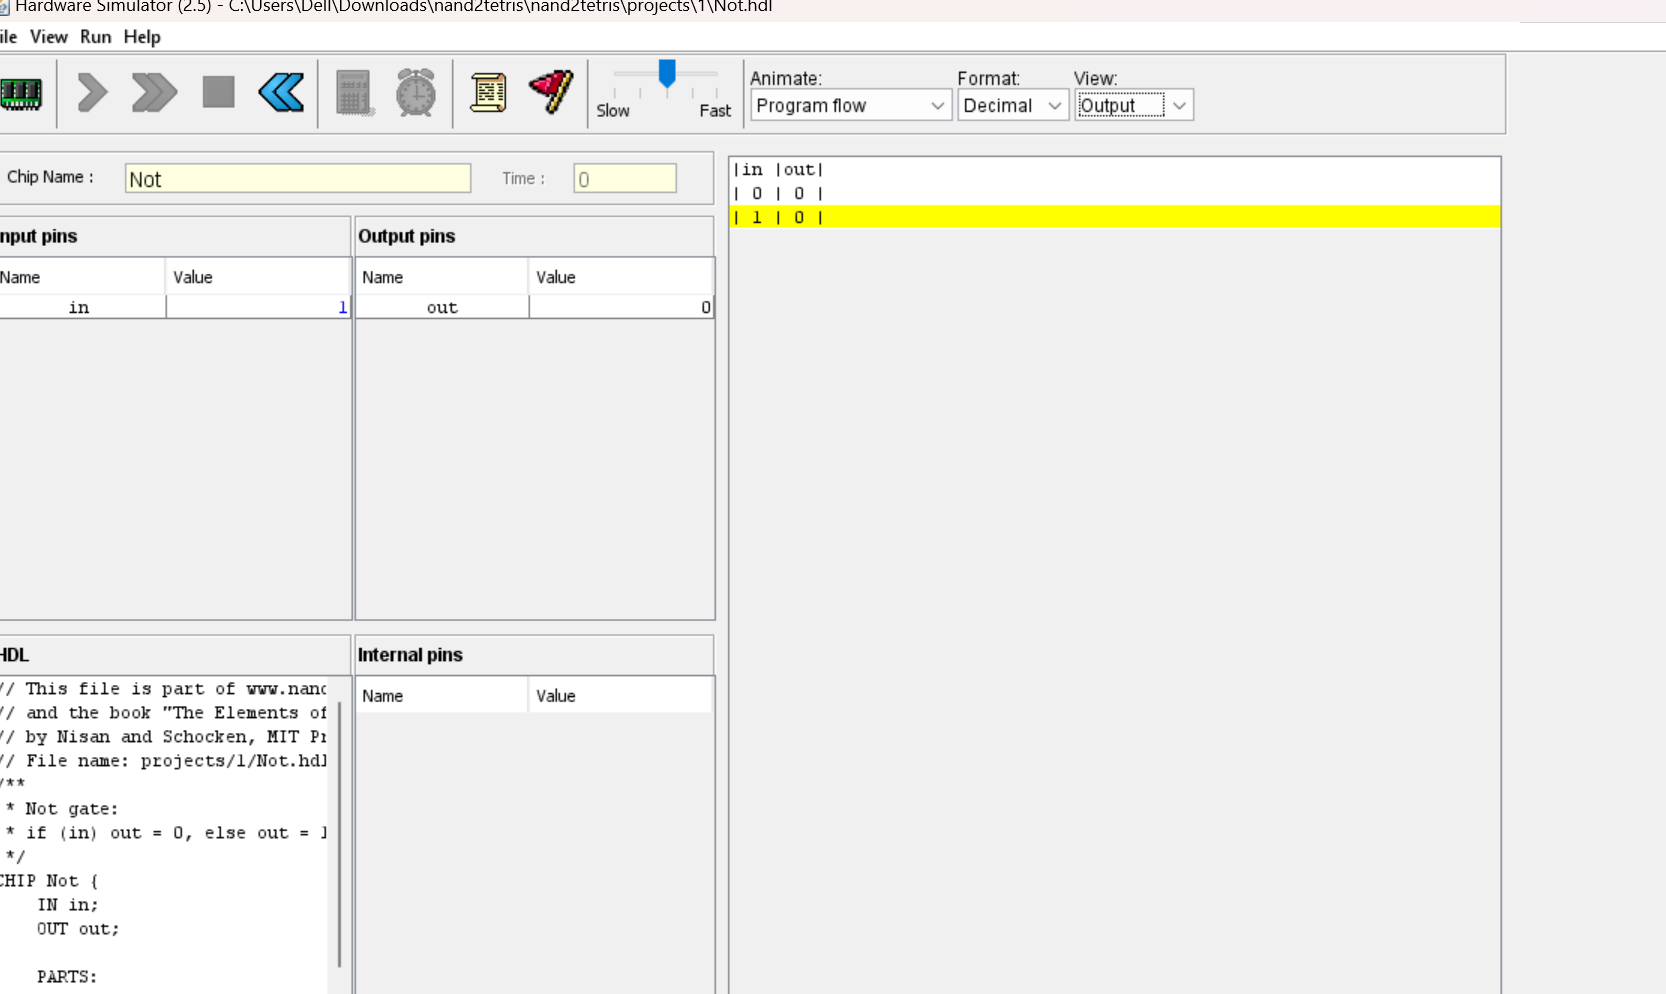 Hardware Simulator (2.5) - C:\Users\Dell\Downloads\nand2tetris\nand2tetris\projects\1\Not.hdl
ile View Run Help
Animate: Format: View:
Slow Fast Program flow Decimal Output
Chip Name : Not Time : 0
nput pins
Name Value
in 1
Output pins
Name Value
out 0
|in |out|
| 0 | 0 |
| 1 | 0 |
HDL
// This file is part of www.nand
// and the book "The Elements of
// by Nisan and Schocken, MIT Pr
// File name: projects/1/Not.hdl
/**
* Not gate:
* if (in) out = 0, else out = 1
*/
CHIP Not {
IN in;
OUT out;
PARTS:
Internal pins
Name Value